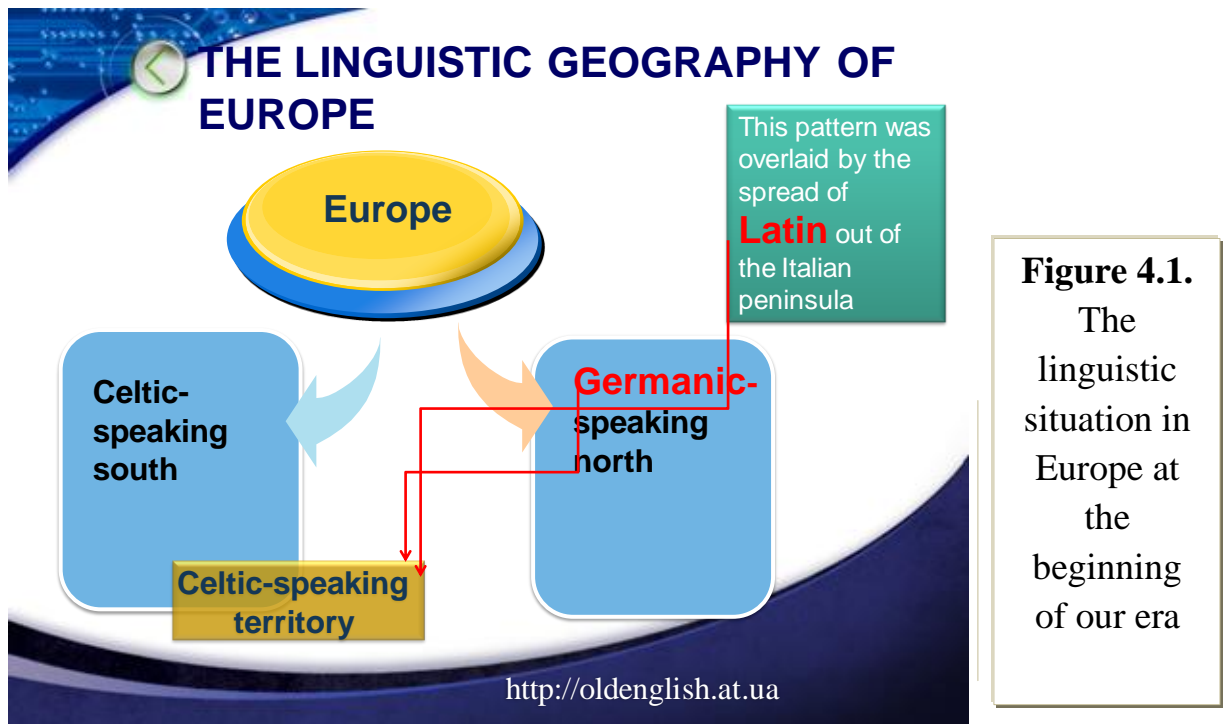 THE LINGUISTIC GEOGRAPHY OF
EUROPE
This pattern was
overlaid by the
spread of
Latin out of
the Italian
peninsula
Europe
Celtic-
speaking
south
Germanic-
speaking
north
Celtic-speaking
territory
http://oldenglish.at.ua
Figure 4.1.
The
linguistic
situation in
Europe at
the
beginning
of our era